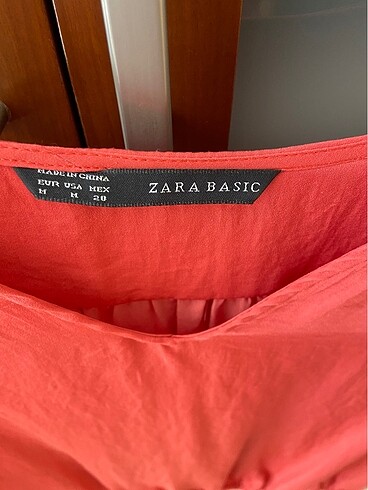 MADE IN CHINA
EUR USA MEX
M M 28
ZARA BASIC